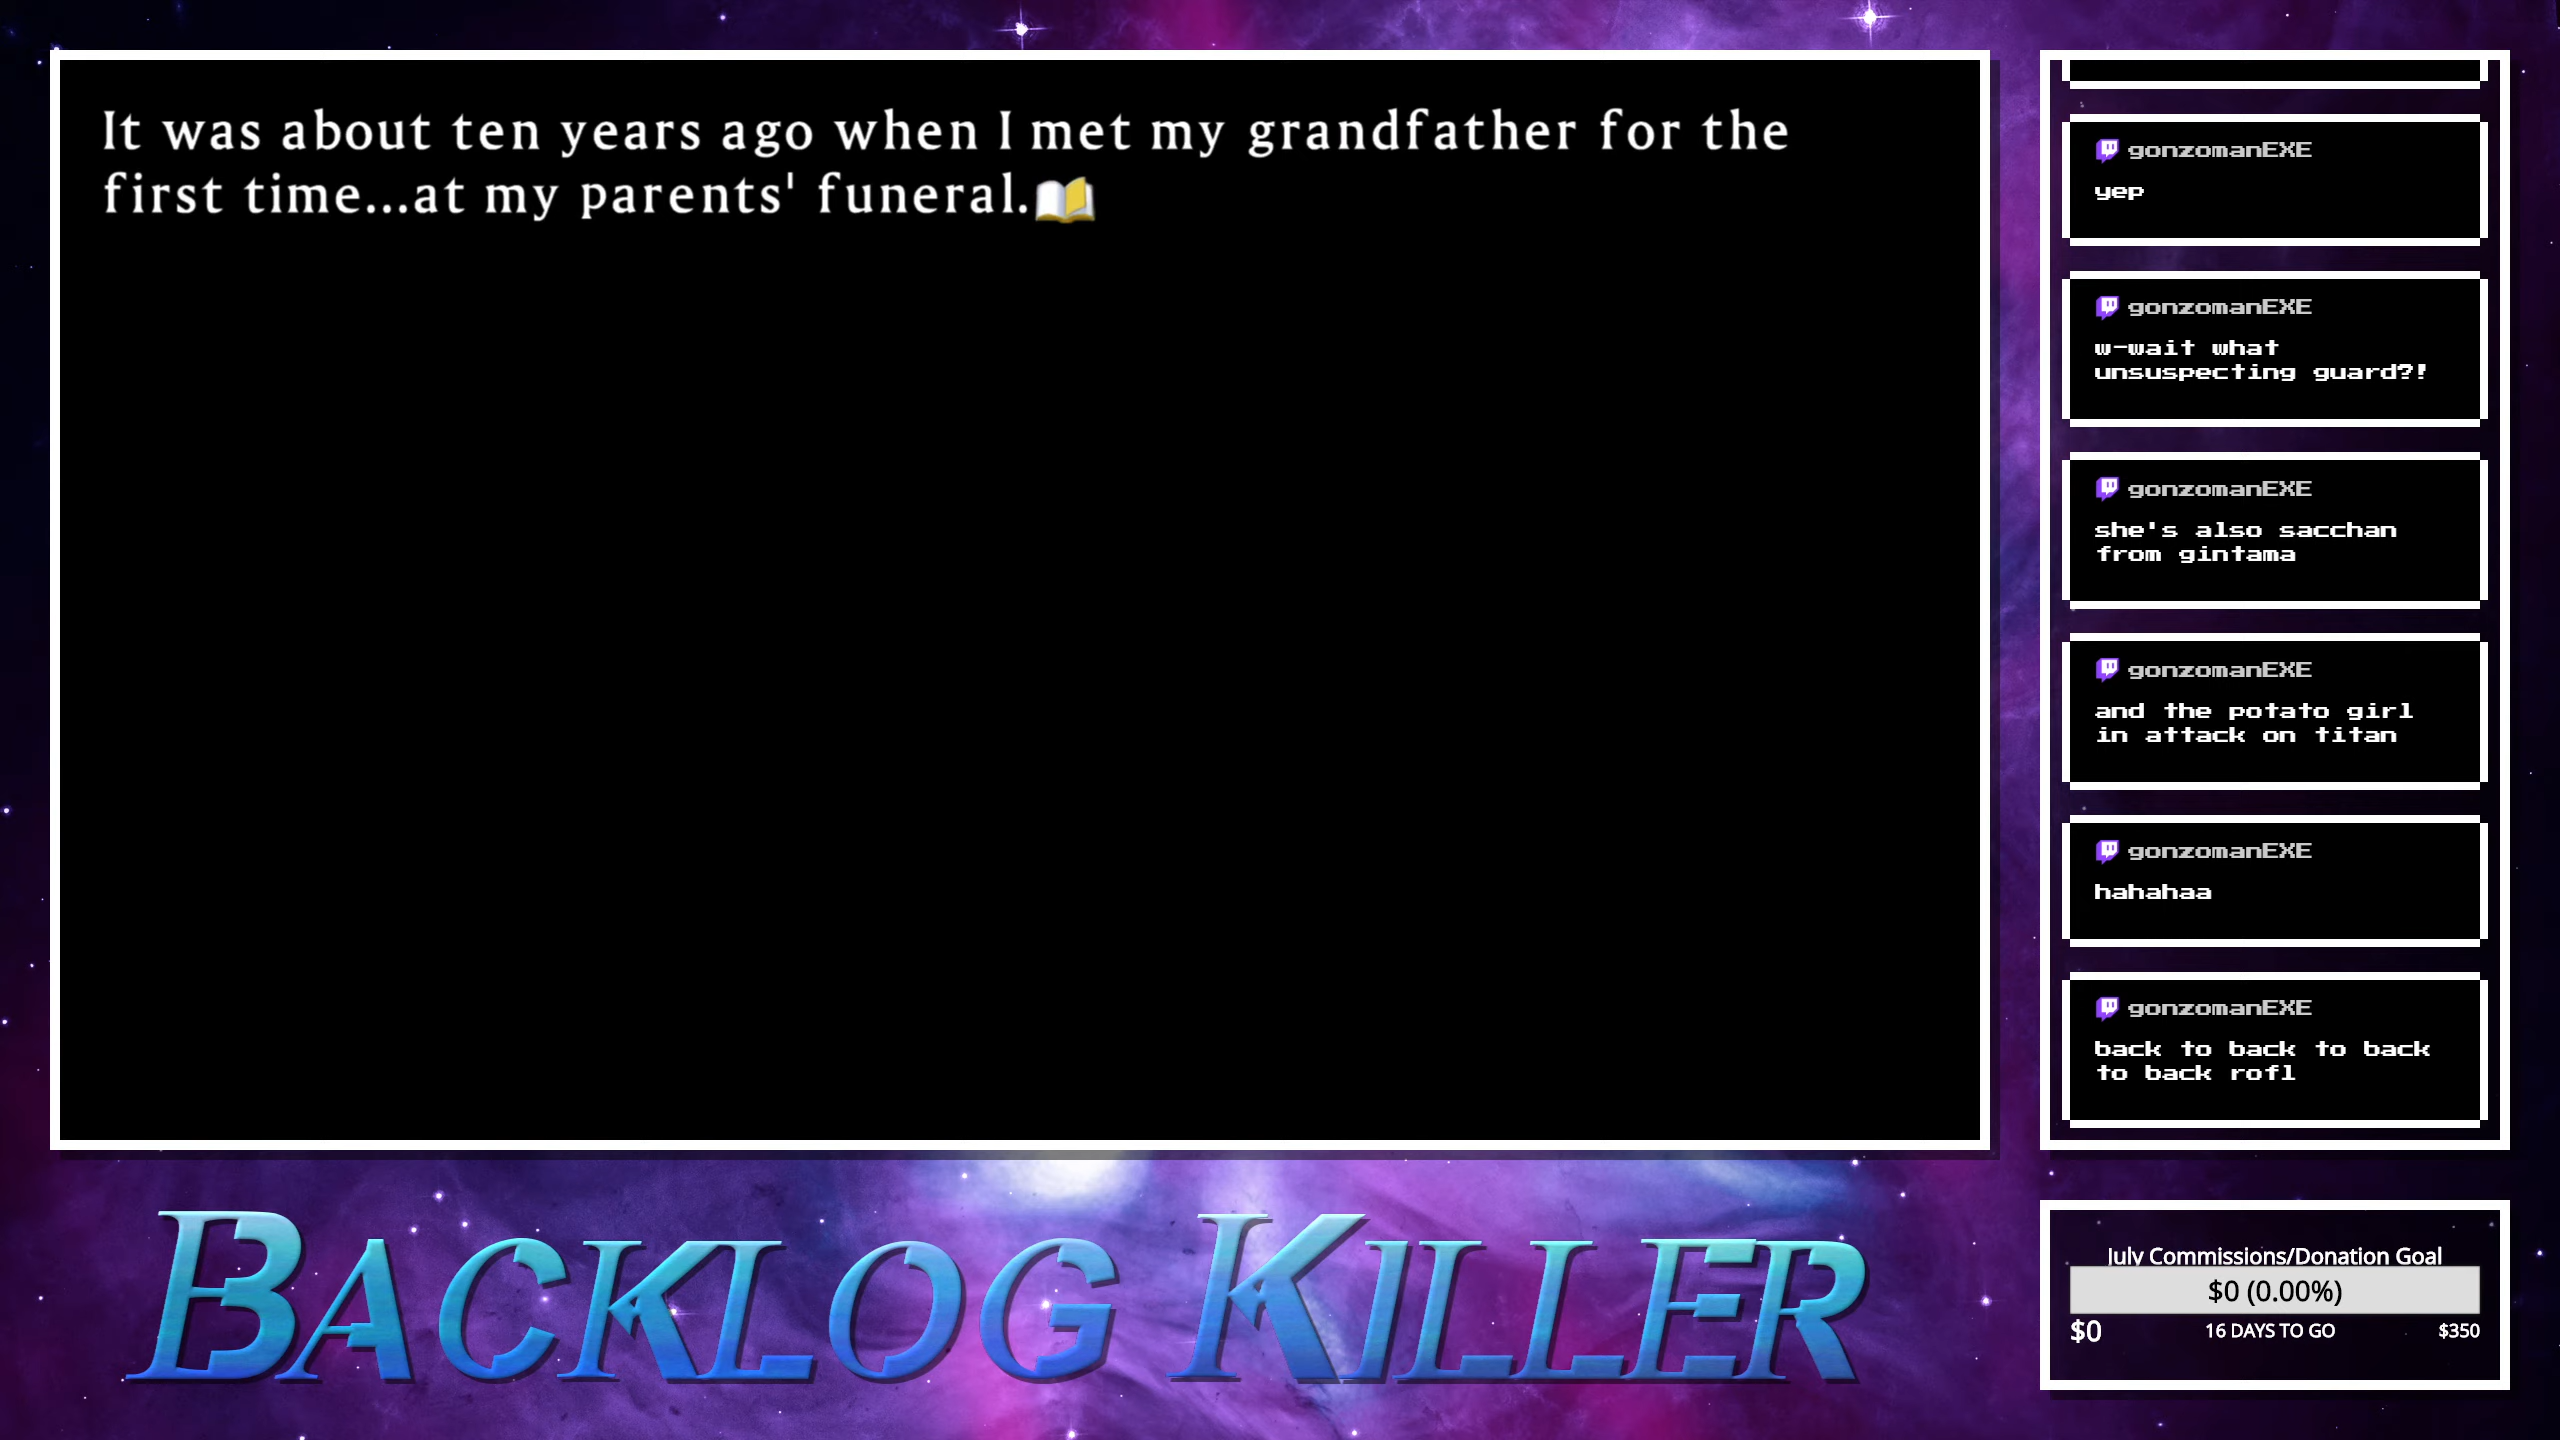 It was about ten years ago when I met my grandfather for the
first time...at my parents' funeral.
gonzomanEXE
yep
gonzomanEXE
w-wait what
unsuspecting guard?!
gonzomanEXE
she's also sacchan
from gintama
gonzomanEXE
and the potato girl
in attack on titan
gonzomanEXE
hahahaa
gonzomanEXE
back to back to back
to back rofl
BACKLOG KILLER
July Commissions/Donation Goal
$0 (0.00%)
$0 16 DAYS TO GO $350